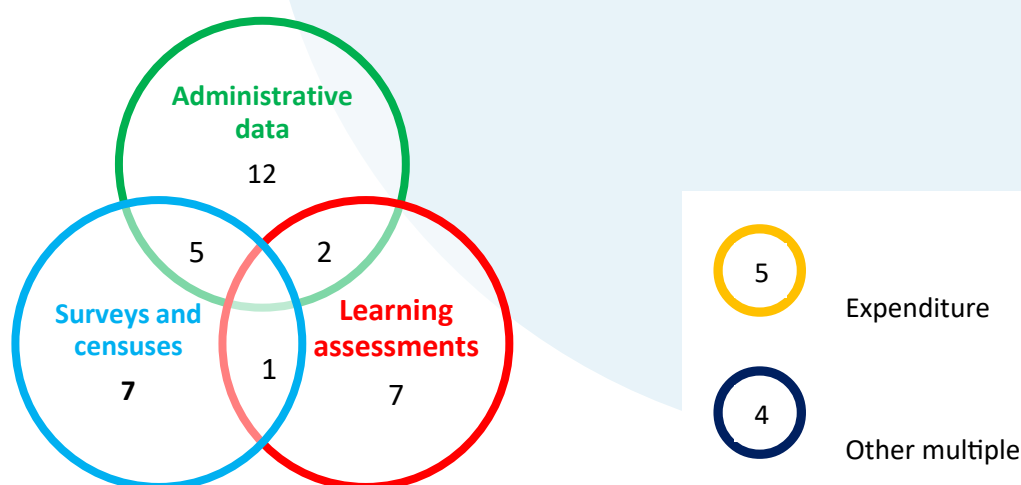 Administrative
data
12
5
2
Surveys and
censuses
7
1
Learning
assessments
7
5
Expenditure
4
Other multiple